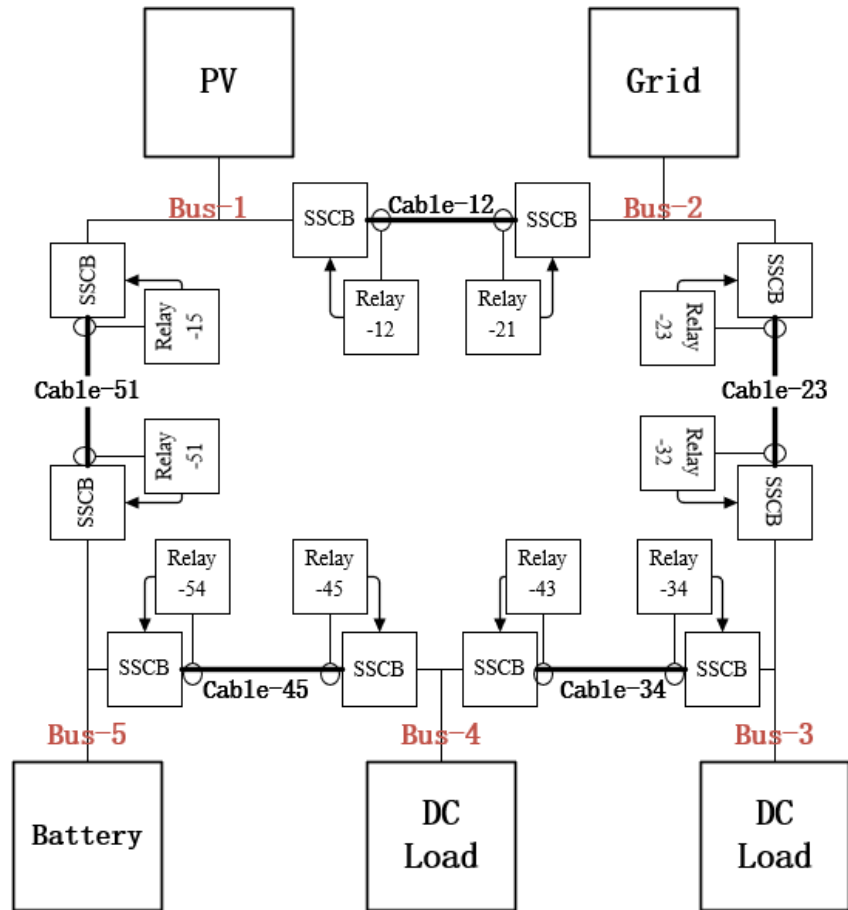 PV
Grid
Bus-1
SSCB
Cable-12
SSCB
Bus-2
SSCB
Relay
-15
Relay
-12
Relay
-21
Relay
-23
SSCB
Cable-51
Cable-23
Relay
-51
SSCB
Relay
-32
SSCB
Relay
-54
Relay
-45
Relay
-43
Relay
-34
SSCB
Cable-45
SSCB
SSCB
Cable-34
SSCB
Bus-5
Bus-4
Bus-3
Battery
DC
Load
DC
Load